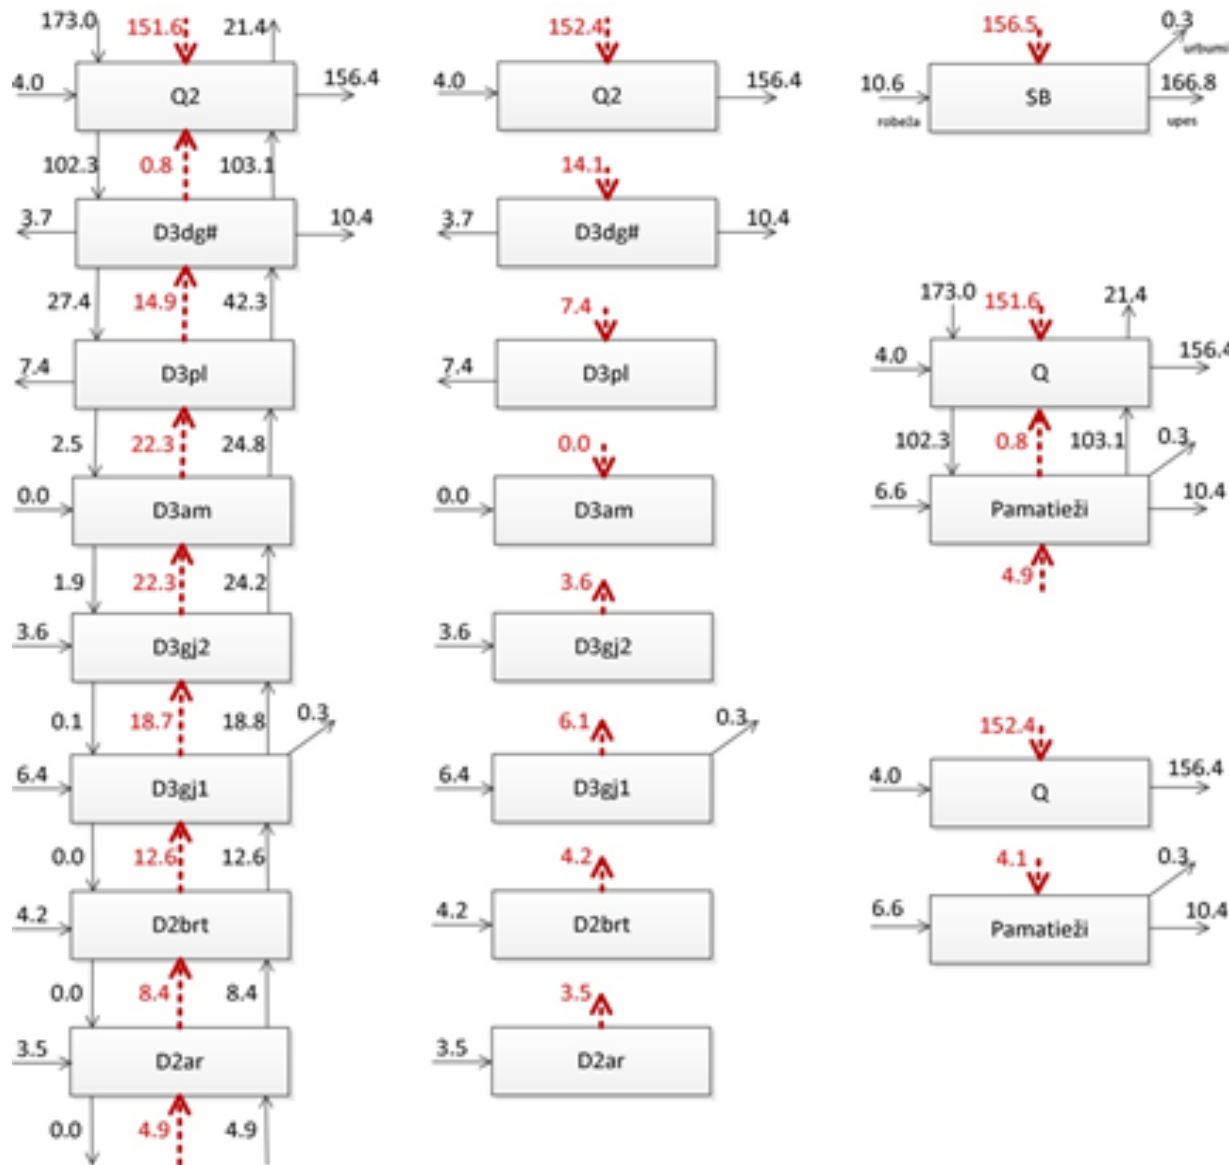 173.0 151.6 21.4
4.0 Q2 156.4
102.3 0.8 103.1
3.7 D3dg# 10.4
27.4 14.9 42.3
7.4 D3pl
2.5 22.3 24.8
0.0 D3am
1.9 22.3 24.2
3.6 D3gj2
0.1 18.7 18.8 0.3
6.4 D3gj1
0.0 12.6 12.6
4.2 D2brt
0.0 8.4 8.4
3.5 D2ar
0.0 4.9 4.9
152.4
4.0 Q2 156.4
14.1
3.7 D3dg# 10.4
7.4
7.4 D3pl
0.0
0.0 D3am
3.6
3.6 D3gj2
6.1 0.3
6.4 D3gj1
4.2
4.2 D2brt
3.5
3.5 D2ar
156.5 0.3
urbumi
10.6 SB 166.8
robeža upes
173.0 151.6 21.4
4.0 Q 156.4
102.3 0.8 103.1 0.3
6.6 Pamatieži 10.4
4.9
152.4
4.0 Q 156.4
4.1 0.3
6.6 Pamatieži 10.4